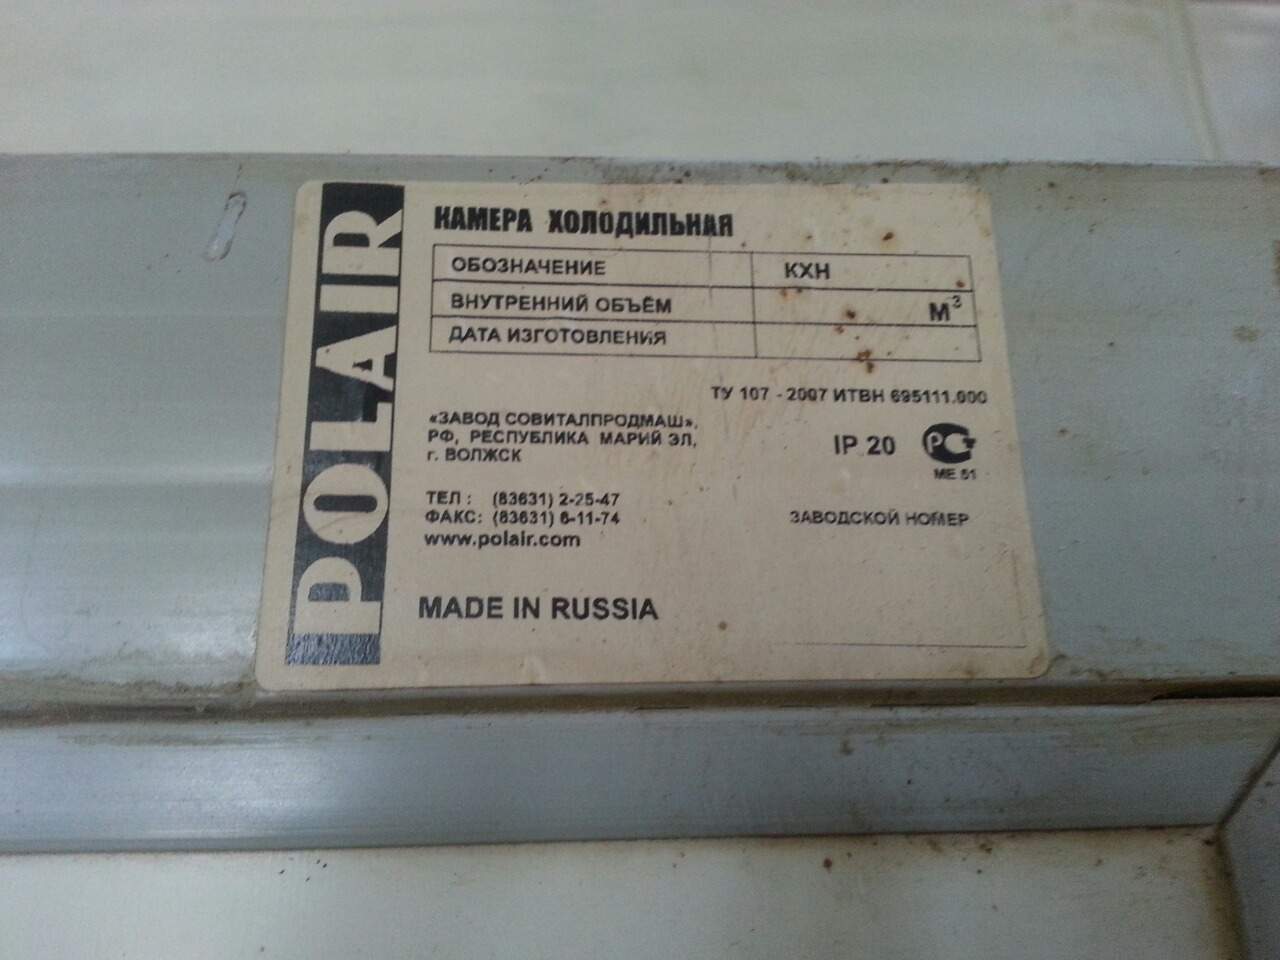 POLAIR
КАМЕРА ХОЛОДИЛЬНАЯ
ОБОЗНАЧЕНИЕ КХН
ВНУТРЕННИЙ ОБЪЁМ М³
ДАТА ИЗГОТОВЛЕНИЯ
ТУ 107 - 2007 ИТВН 695111.000
«ЗАВОД СОВИТАЛПРОДМАШ»,
РФ, РЕСПУБЛИКА МАРИЙ ЭЛ,
г. ВОЛЖСК
IP 20
РСТ
МЕ 51
ТЕЛ : (83631) 2-25-47
ФАКС: (83631) 6-11-74
www.polair.com
ЗАВОДСКОЙ НОМЕР
MADE IN RUSSIA